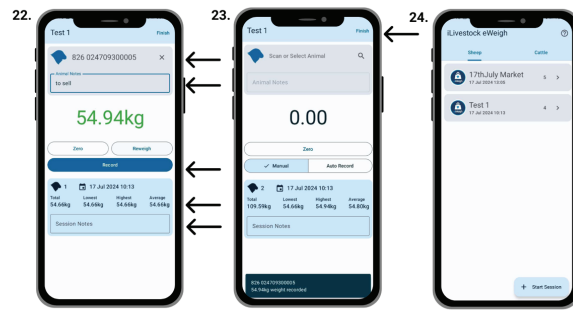 22.
Test 1 Finish
826 024709300005 ×
Animal Notes
to sell
54.94kg
Zero Reweigh
Record
1 17 Jul 2024 10:13
Total Lowest Highest Average
54.66kg 54.66kg 54.66kg 54.66kg
Session Notes
23.
Test 1 Finish
Scan or Select Animal
Animal Notes
0.00
Zero
Manual Auto Record
2 17 Jul 2024 10:13
Total Lowest Highest Average
109.59kg 54.66kg 54.94kg 54.80kg
Session Notes
826 024709300005
54.94kg weight recorded
24.
iLivestock eWeigh ?
Sheep Cattle
17thJuly Market 5 >
17 Jul 2024 13:05
Test 1 4 >
17 Jul 2024 10:13
+ Start Session